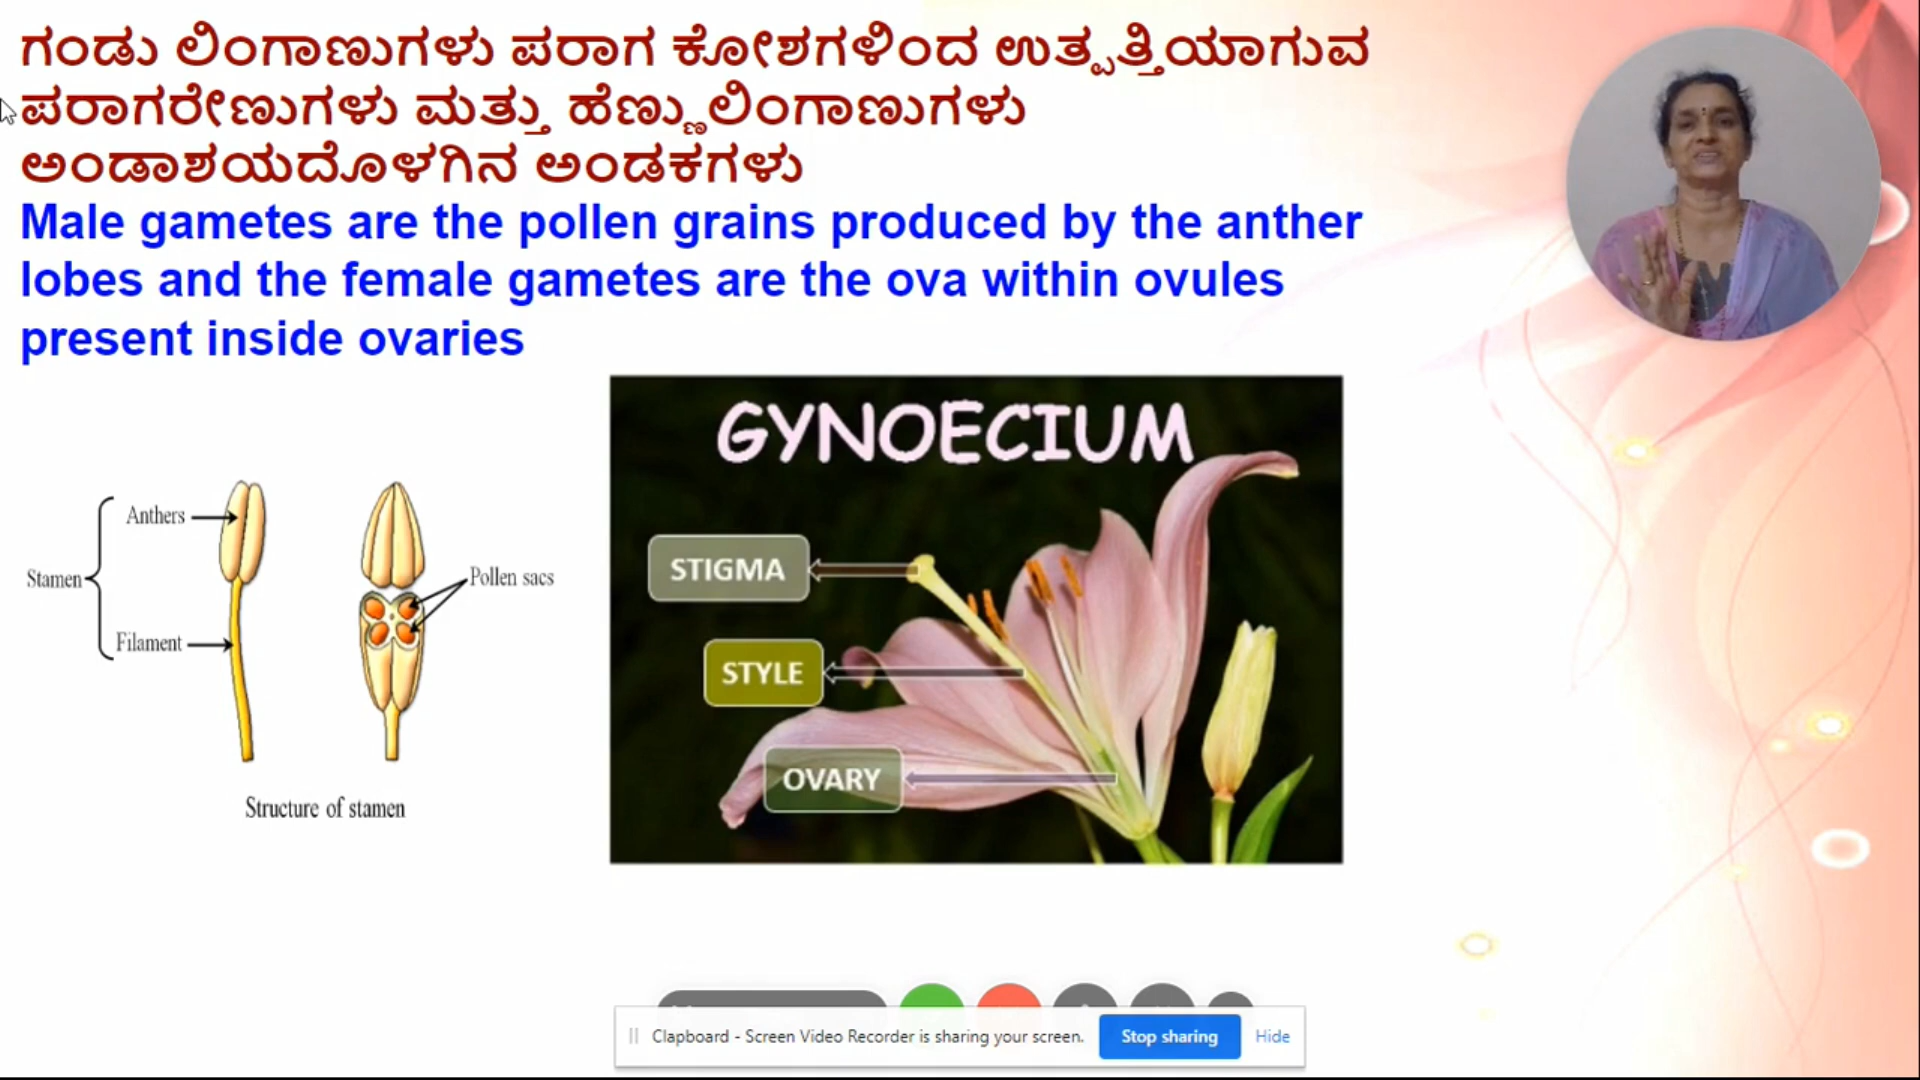 ಗಂಡು ಲಿಂಗಾಣುಗಳು ಪರಾಗ ಕೋಶಗಳಿಂದ ಉತ್ಪತ್ತಿಯಾಗುವ
ಪರಾಗರೇಣುಗಳು ಮತ್ತು ಹೆಣ್ಣುಲಿಂಗಾಣುಗಳು
ಅಂಡಾಶಯದೊಳಗಿನ ಅಂಡಕಗಳು
Male gametes are the pollen grains produced by the anther
lobes and the female gametes are the ova within ovules
present inside ovaries
Anthers
Stamen
Filament
Pollen sacs
Structure of stamen
GYNOECIUM
STIGMA
STYLE
OVARY
Clapboard - Screen Video Recorder is sharing your screen.
Stop sharing
Hide